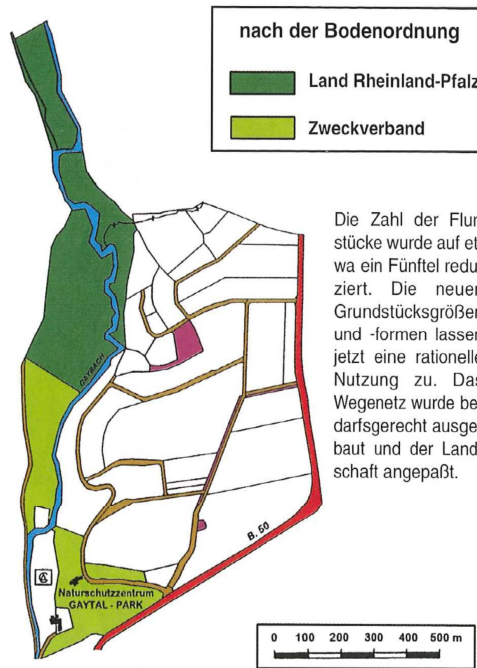 nach der Bodenordnung
Land Rheinland-Pfalz
Zweckverband
Die Zahl der Flur
stücke wurde auf et
wa ein Fünftel redu
ziert. Die neuen
Grundstücksgrößen
und -formen lassen
jetzt eine rationelle
Nutzung zu. Das
Wegenetz wurde be
darfsgerecht ausge
baut und der Land
schaft angepaßt.
GAYBACH
B. 50
Naturschutzzentrum
GAYTAL - PARK
0 100 200 300 400 500 m